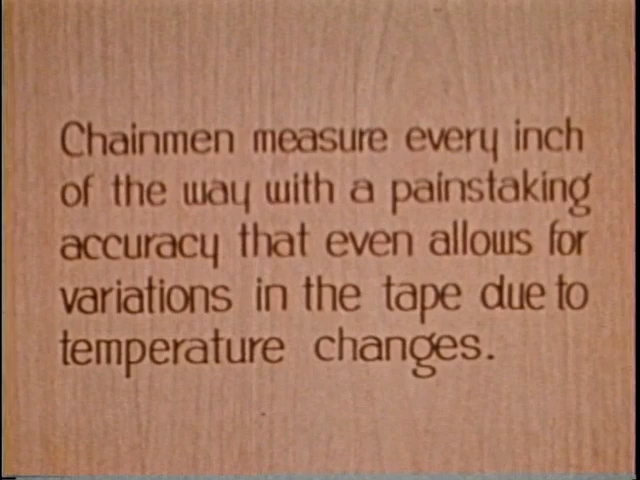 Chainmen measure every inch
of the way with a painstaking
accuracy that even allows for
variations in the tape due to
temperature changes.